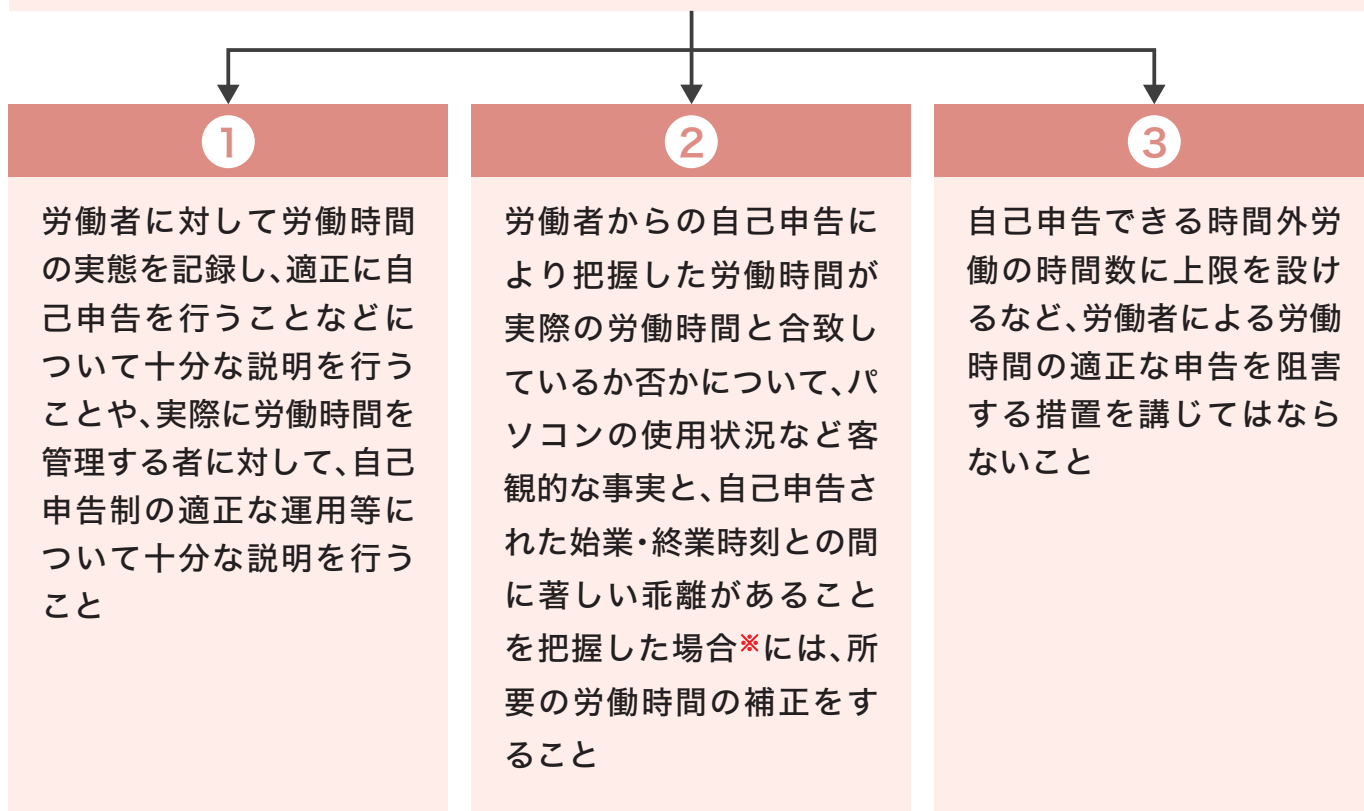 1
労働者に対して労働時間
の実態を記録し、適正に自
己申告を行うことなどに
ついて十分な説明を行う
ことや、実際に労働時間を
管理する者に対して、自己
申告制の適正な運用等に
ついて十分な説明を行う
こと
2
労働者からの自己申告に
より把握した労働時間が
実際の労働時間と合致し
ているか否かについて、パ
ソコンの使用状況など客
観的な事実と、自己申告さ
れた始業・終業時刻との間
に著しい乖離があること
を把握した場合※には、所
要の労働時間の補正をす
ること
3
自己申告できる時間外労
働の時間数に上限を設け
るなど、労働者による労働
時間の適正な申告を阻害
する措置を講じてはなら
ないこと